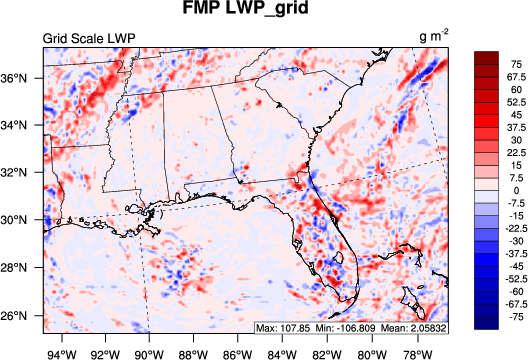 FMP LWP_grid
Grid Scale LWP
g m-2
36°N
34°N
32°N
30°N
28°N
26°N
94°W
92°W
90°W
88°W
86°W
84°W
82°W
80°W
78°W
Max: 107.85 Min: -106.809 Mean: 2.05832
75
67.5
60
52.5
45
37.5
30
22.5
15
7.5
0
-7.5
-15
-22.5
-30
-37.5
-45
-52.5
-60
-67.5
-75